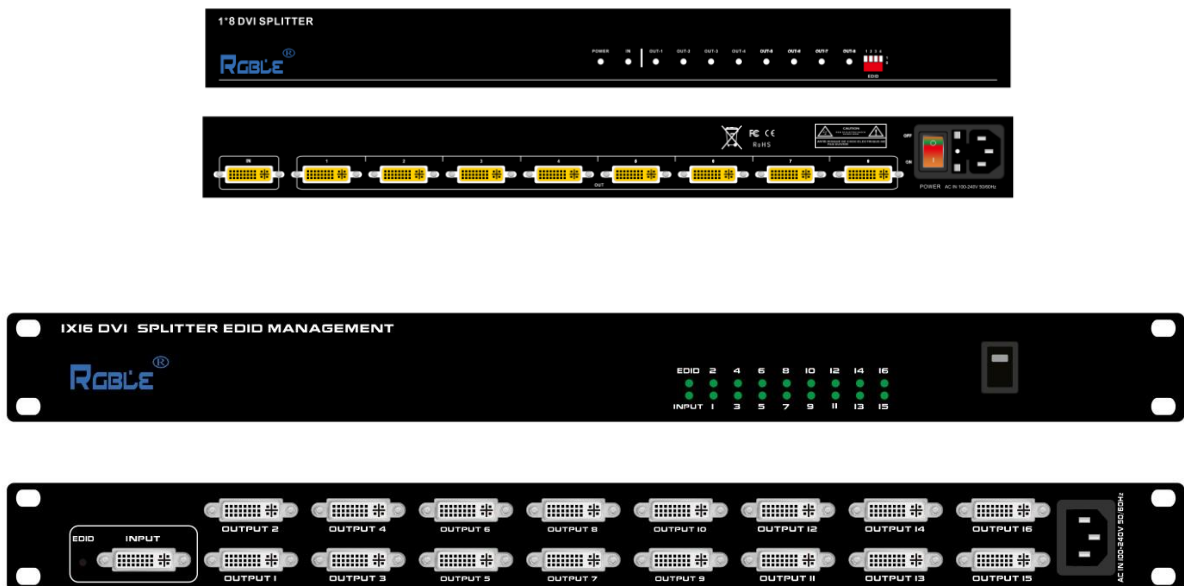 1*8 DVI SPLITTER
RGBLE®
POWER IN OUT-1 OUT-2 OUT-3 OUT-4 OUT-5 OUT-6 OUT-7 OUT-8 1 2 3 4
EDID
FC CE
RoHS
CAUTION
OFF
ON
IN 1 2 3 4 5 6 7 8
OUT
POWER AC IN 100-240V 50/60Hz
1X16 DVI SPLITTER EDID MANAGEMENT
RGBLE®
EDID 2 4 6 8 10 12 14 16
INPUT 1 3 5 7 9 11 13 15
OUTPUT 2 OUTPUT 4 OUTPUT 6 OUTPUT 8 OUTPUT 10 OUTPUT 12 OUTPUT 14 OUTPUT 16
EDID INPUT
OUTPUT 1 OUTPUT 3 OUTPUT 5 OUTPUT 7 OUTPUT 9 OUTPUT 11 OUTPUT 13 OUTPUT 15
AC IN 100-240V 50/60Hz